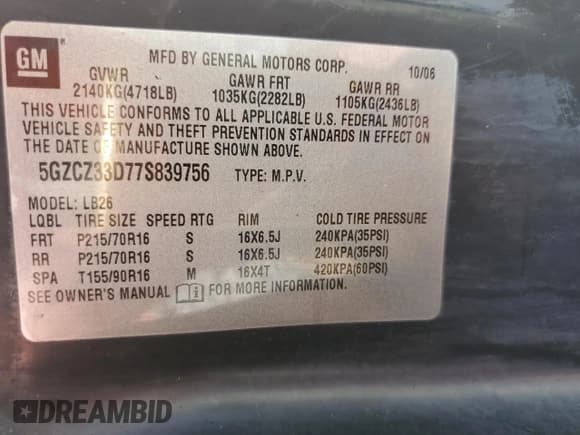 GM
MFD BY GENERAL MOTORS CORP. 10/06
GVWR GAWR FRT GAWR RR
2140KG(4718LB) 1035KG(2282LB) 1105KG(2436LB)
THIS VEHICLE CONFORMS TO ALL APPLICABLE U.S. FEDERAL MOTOR
VEHICLE SAFETY AND THEFT PREVENTION STANDARDS IN EFFECT ON
THE DATE OF MANUFACTURE SHOWN ABOVE.
5GZCZ33D77S839756 TYPE: M.P.V.
MODEL: LB26
LQBL TIRE SIZE SPEED RTG RIM COLD TIRE PRESSURE
FRT P215/70R16 S 16X6.5J 240KPA(35PSI)
RR P215/70R16 S 16X6.5J 240KPA(35PSI)
SPA T155/90R16 M 16X4T 420KPA(60PSI)
SEE OWNER'S MANUAL FOR MORE INFORMATION.
DREAMBID